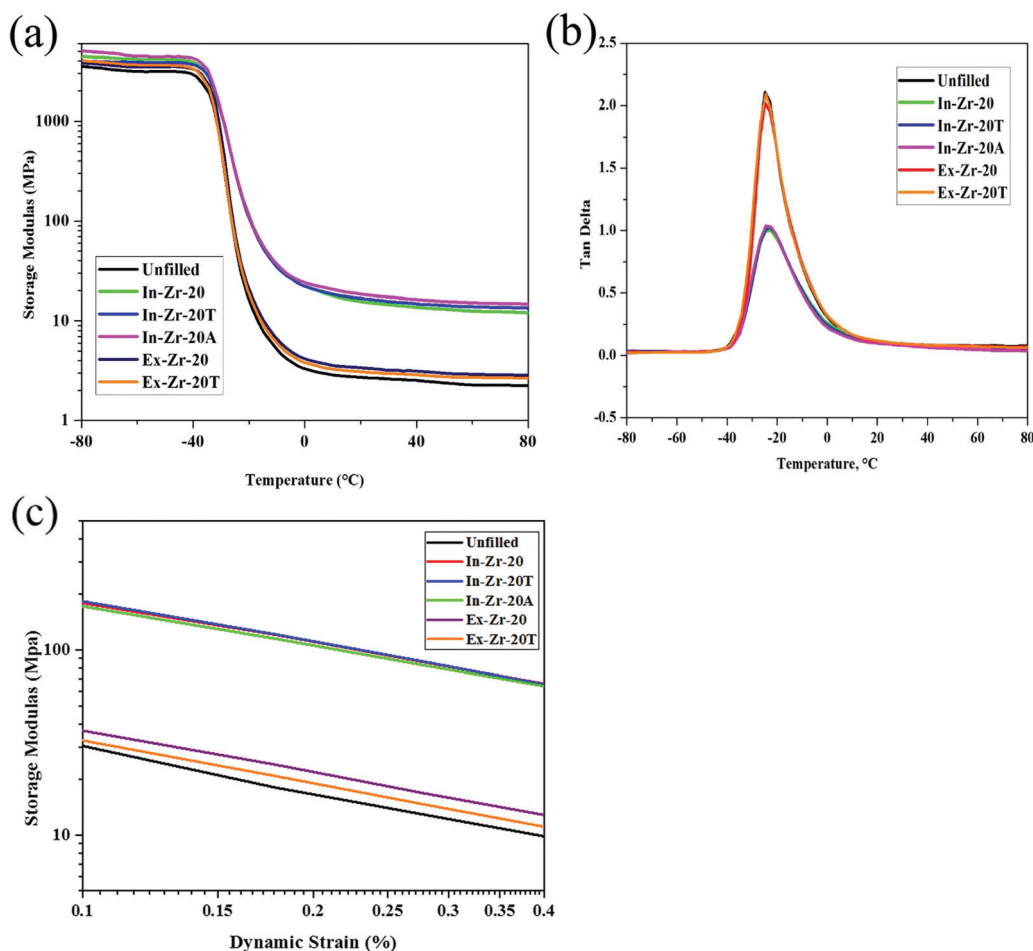 (a)
Storage Modulas (MPa)
1000
100
10
1
-80
-40
0
40
80
Temperature (°C)
Unfilled
In-Zr-20
In-Zr-20T
In-Zr-20A
Ex-Zr-20
Ex-Zr-20T
(b)
Tan Delta
2.5
2.0
1.5
1.0
0.5
0.0
-0.5
-80
-60
-40
-20
0
20
40
60
80
Temperature, °C
Unfilled
In-Zr-20
In-Zr-20T
In-Zr-20A
Ex-Zr-20
Ex-Zr-20T
(c)
Storage Modulas (Mpa)
100
10
0.1
0.15
0.2
0.25
0.3
0.35
0.4
Dynamic Strain (%)
Unfilled
In-Zr-20
In-Zr-20T
In-Zr-20A
Ex-Zr-20
Ex-Zr-20T